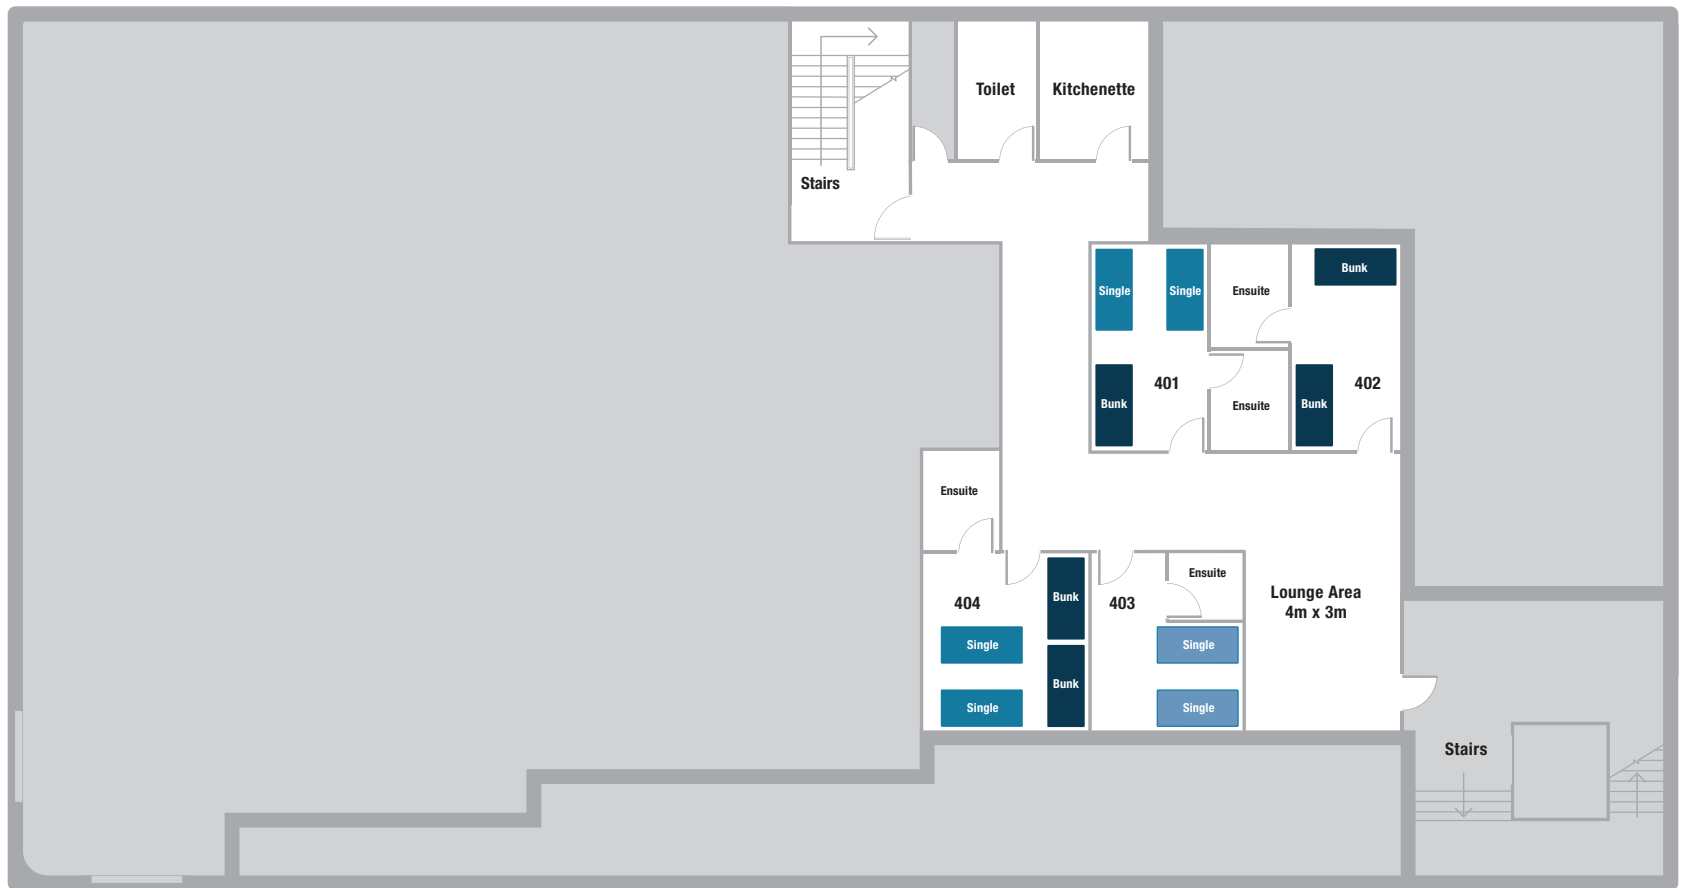 Toilet
Kitchenette
Stairs
Single
Single
Ensuite
Bunk
401
402
Bunk
Ensuite
Bunk
Ensuite
404
Bunk
403
Ensuite
Lounge Area
4m x 3m
Single
Single
Bunk
Single
Single
Stairs